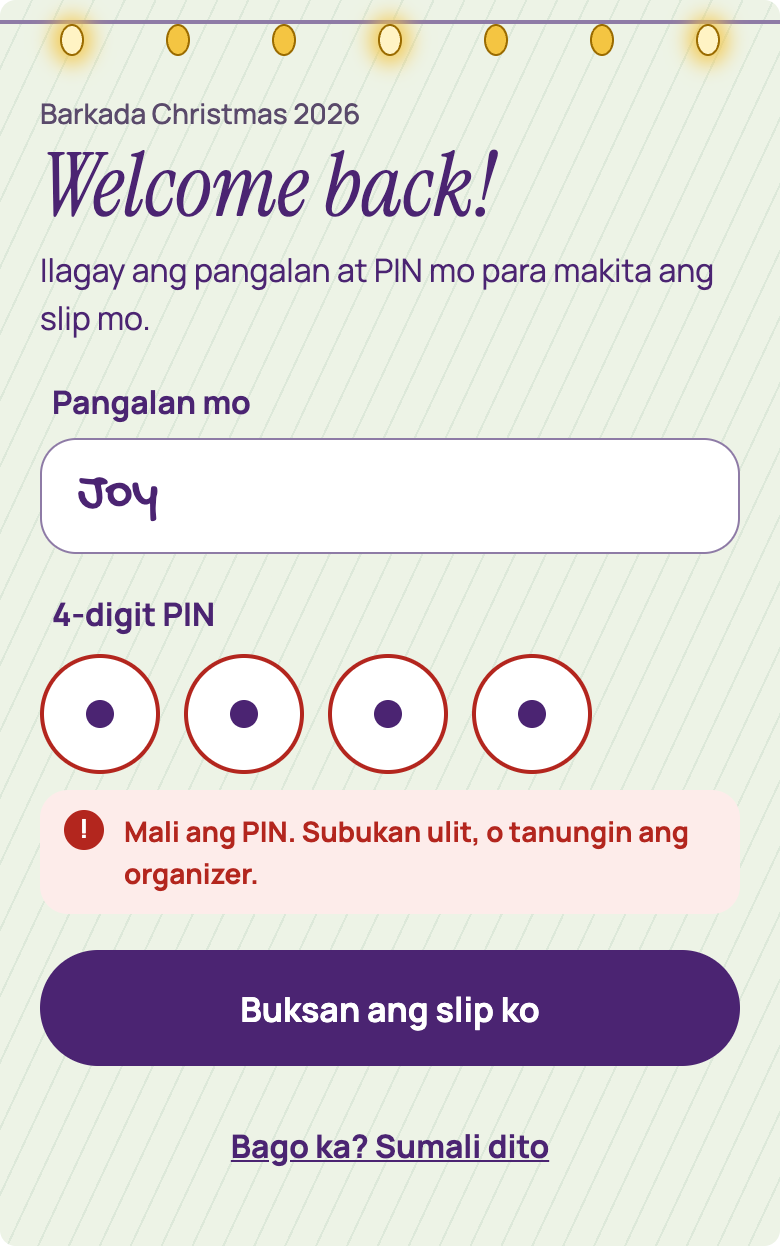 Barkada Christmas 2026
Welcome back!
Ilagay ang pangalan at PIN mo para makita ang
slip mo.
Pangalan mo
Joy
4-digit PIN
!
Mali ang PIN. Subukan ulit, o tanungin ang
organizer.
Buksan ang slip ko
Bago ka? Sumali dito